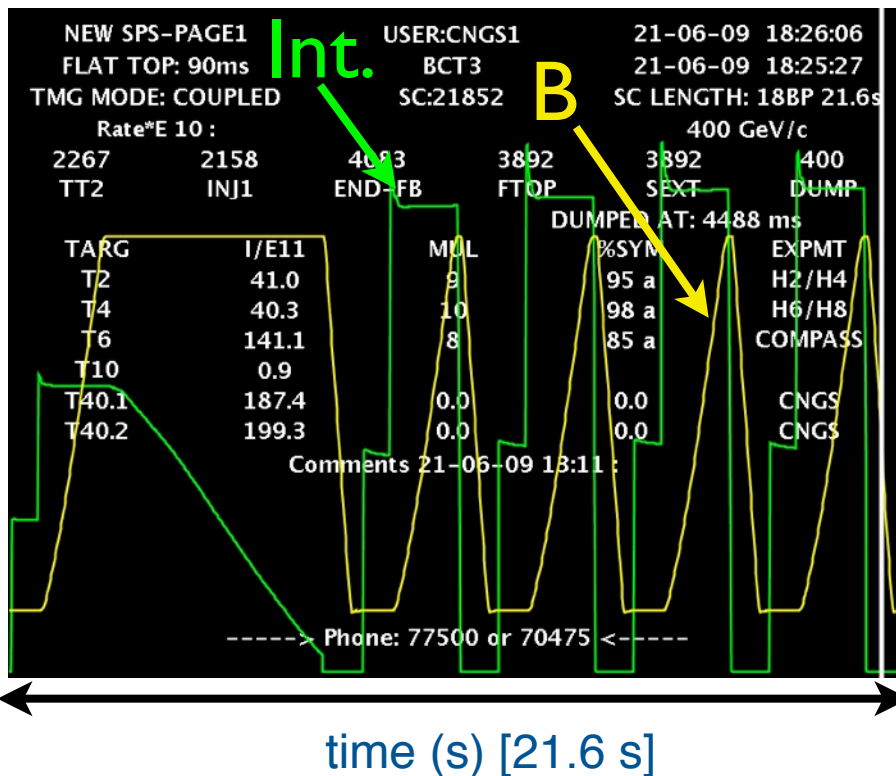 NEW SPS-PAGE1 USER:CNGS1 21-06-09 18:26:06
Int.
FLAT TOP: 90ms BCT3 21-06-09 18:25:27
B
TMG MODE: COUPLED SC:21852 SC LENGTH: 18BP 21.6s
Rate*E 10 : 400 GeV/c
2267 2158 4083 3892 3892 400
TT2 INJ1 END-FB FTOP SEXT DUMP
DUMPED AT: 4488 ms
TARG I/E11 MUL %SYM EXPMT
T2 41.0 9 95 a H2/H4
T4 40.3 10 98 a H6/H8
T6 141.1 8 85 a COMPASS
T10 0.9
T40.1 187.4 0.0 0.0 CNGS
T40.2 199.3 0.0 0.0 CNGS
Comments 21-06-09 13:11 :
-----> Phone: 77500 or 70475 <-----
time (s) [21.6 s]